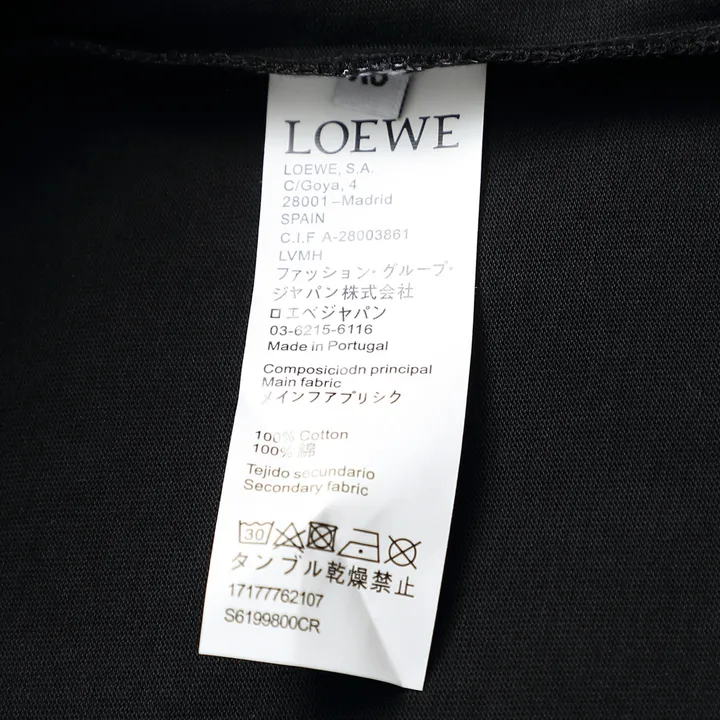 LOEWE
LOEWE, S.A.
C/Goya, 4
28001-Madrid
SPAIN
C.I.F A-28003861
LVMH
ファッション・グループ・
ジャパン株式会社
ロエベジャパン
03-6215-6116
Made in Portugal
Composiciodn principal
Main fabric
メインフアブリシク
100% Cotton
100% 綿
Tejido secundario
Secondary fabric
30
タンブル乾燥禁止
17177762107
S6199800CR